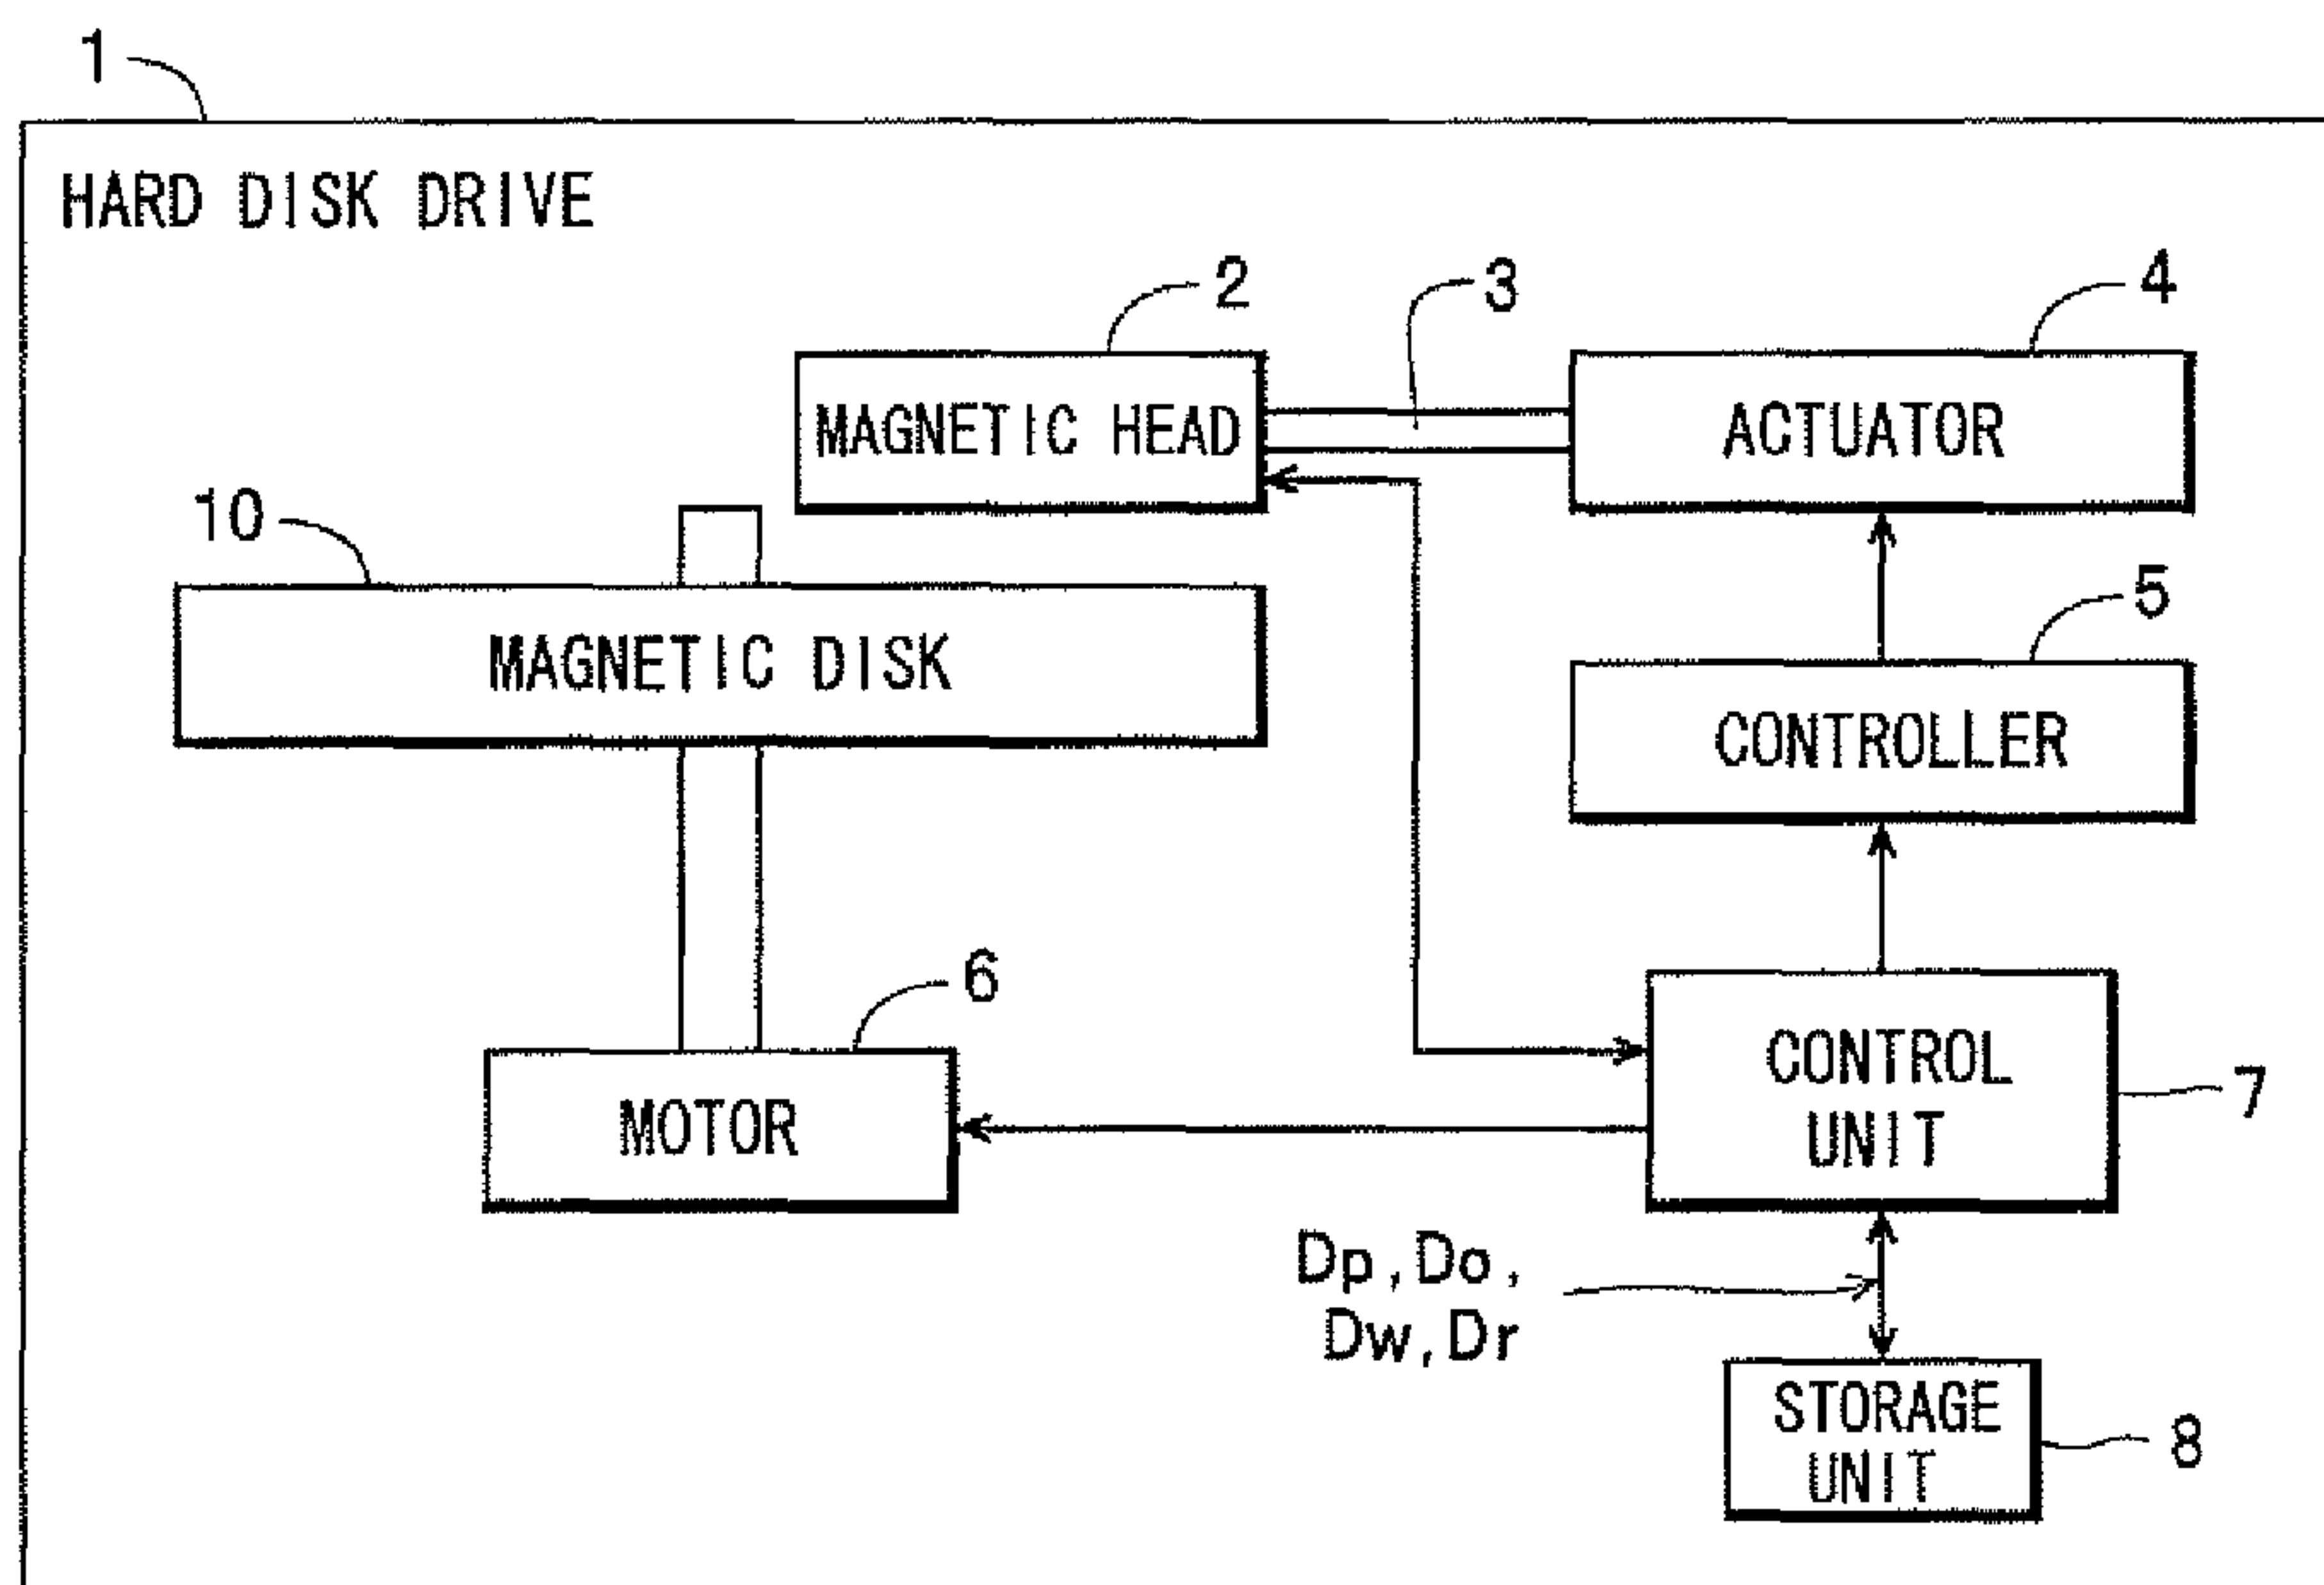 1
HARD DISK DRIVE
2
3
4
MAGNETIC HEAD
ACTUATOR
10
5
MAGNETIC DISK
CONTROLLER
6
CONTROL
UNIT
7
MOTOR
Dp,Do,
Dw,Dr
STORAGE
UNIT
8